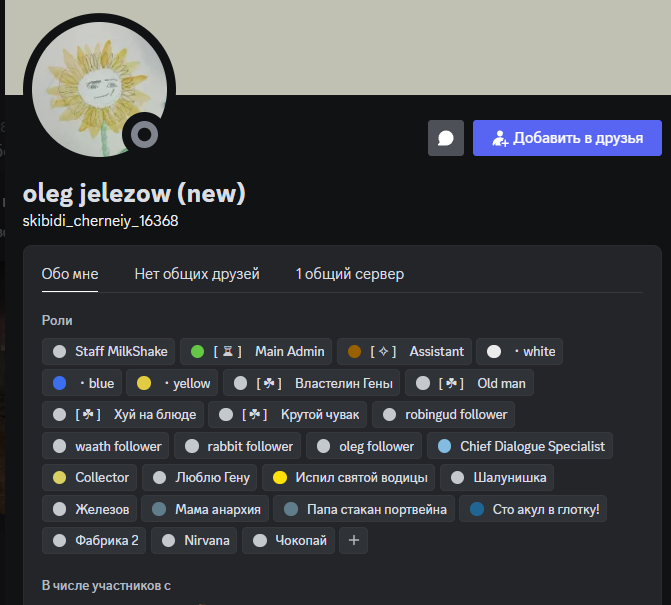 Добавить в друзья
oleg jelezow (new)
skibidi_cherneiy_16368
Обо мне Нет общих друзей 1 общий сервер
Роли
Staff MilkShake [ ⌛ ] Main Admin [ ✧ ] Assistant • white
• blue • yellow [ ☘ ] Властелин Гены [ ☘ ] Old man
[ ☘ ] Хуй на блюде [ ☘ ] Крутой чувак robingud follower
waath follower rabbit follower oleg follower Chief Dialogue Specialist
Collector Люблю Гену Испил святой водицы Шалунишка
Железов Мама анархия Папа стакан портвейна Сто акул в глотку!
Фабрика 2 Nirvana Чокопай +
В числе участников с